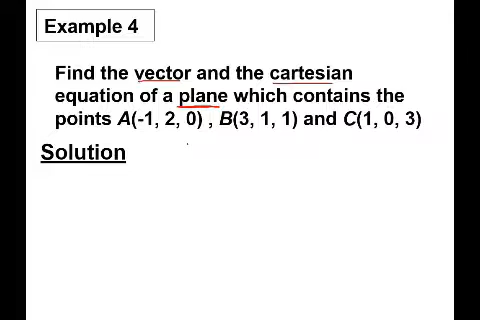 Example 4
Find the vector and the cartesian
equation of a plane which contains the
points A(-1, 2, 0) , B(3, 1, 1) and C(1, 0, 3)
Solution